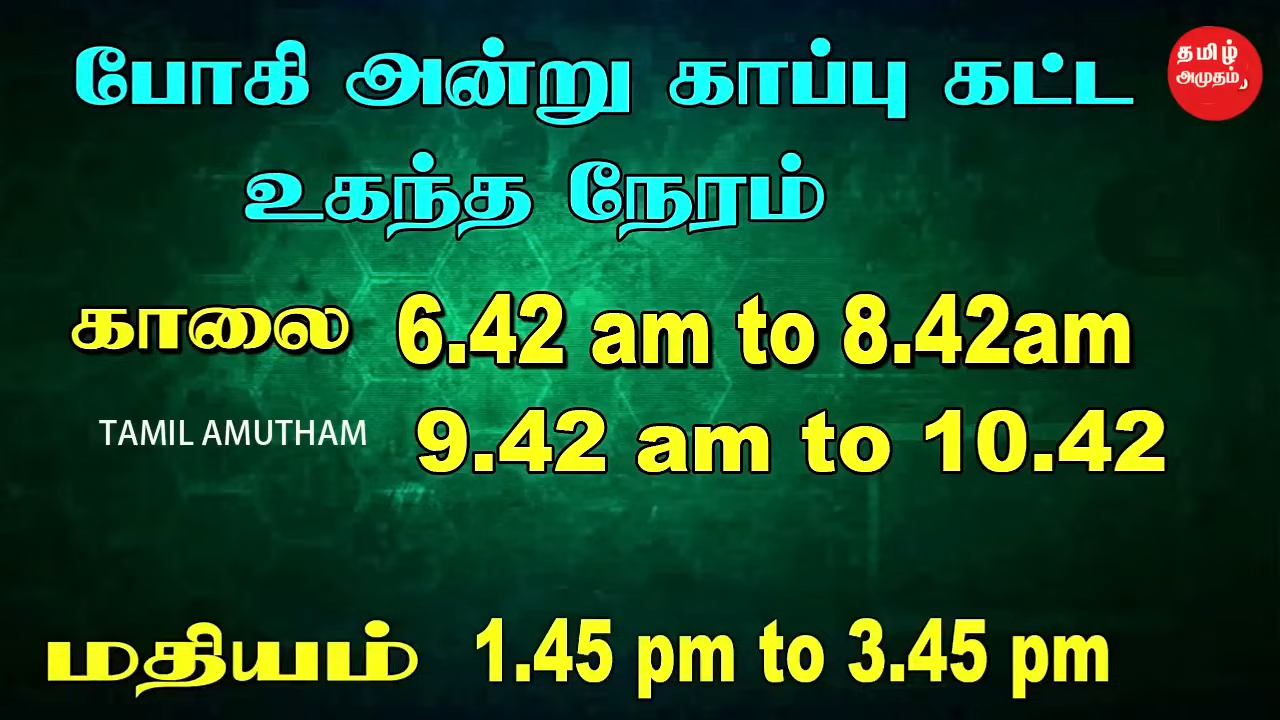 போகி அன்று காப்பு கட்ட
உகந்த நேரம்
தமிழ்
அமுதம்
காலை 6.42 am to 8.42am
TAMIL AMUTHAM 9.42 am to 10.42
மதியம் 1.45 pm to 3.45 pm